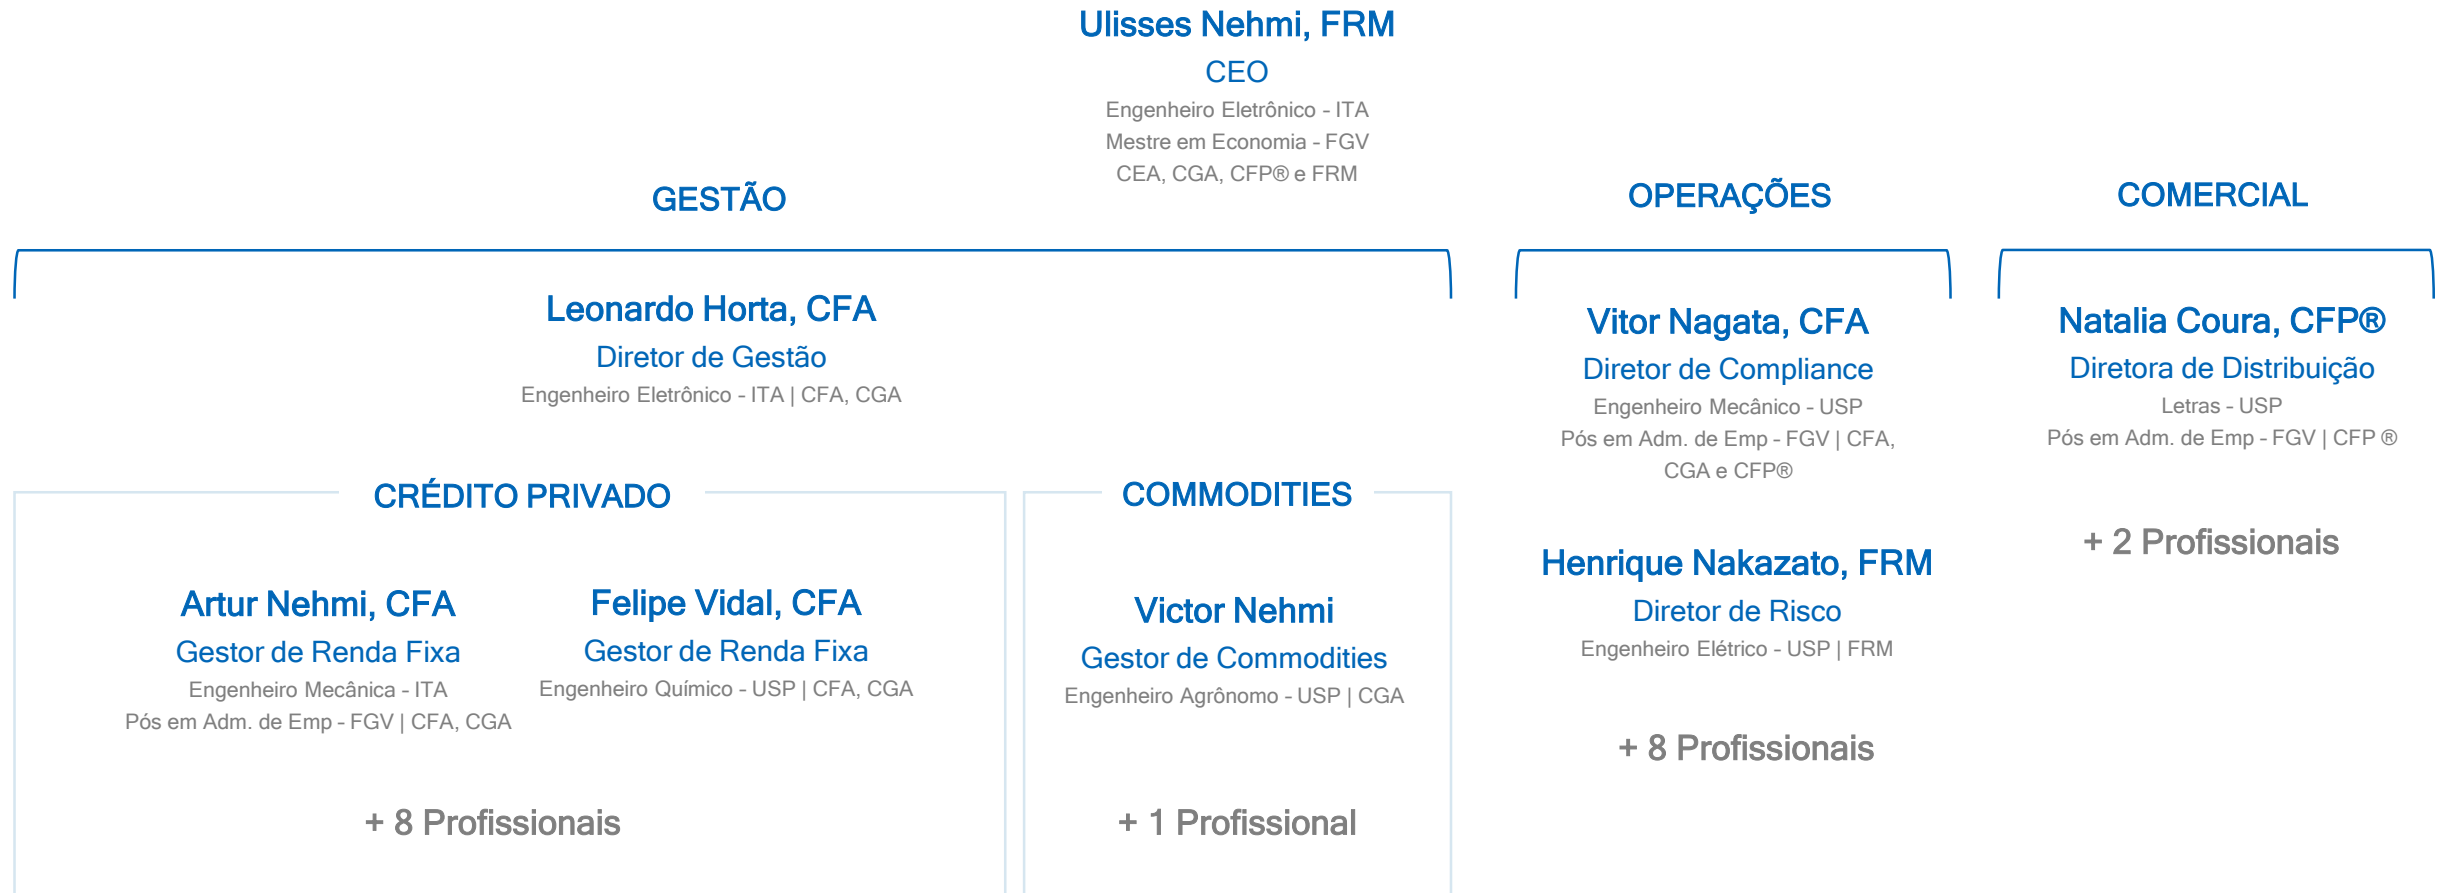 Ulisses Nehmi, FRM
CEO
Engenheiro Eletrônico - ITA
Mestre em Economia - FGV
CEA, CGA, CFP® e FRM
GESTÃO
Leonardo Horta, CFA
Diretor de Gestão
Engenheiro Eletrônico - ITA | CFA, CGA
CRÉDITO PRIVADO
Artur Nehmi, CFA
Gestor de Renda Fixa
Engenheiro Mecânica - ITA
Pós em Adm. de Emp - FGV | CFA, CGA
Felipe Vidal, CFA
Gestor de Renda Fixa
Engenheiro Químico - USP | CFA, CGA
+ 8 Profissionais
COMMODITIES
Victor Nehmi
Gestor de Commodities
Engenheiro Agrônomo - USP | CGA
+ 1 Profissional
OPERAÇÕES
Vitor Nagata, CFA
Diretor de Compliance
Engenheiro Mecânico - USP
Pós em Adm. de Emp - FGV | CFA,
CGA e CFP®
Henrique Nakazato, FRM
Diretor de Risco
Engenheiro Elétrico - USP | FRM
+ 8 Profissionais
COMERCIAL
Natalia Coura, CFP®
Diretora de Distribuição
Letras - USP
Pós em Adm. de Emp - FGV | CFP ®
+ 2 Profissionais